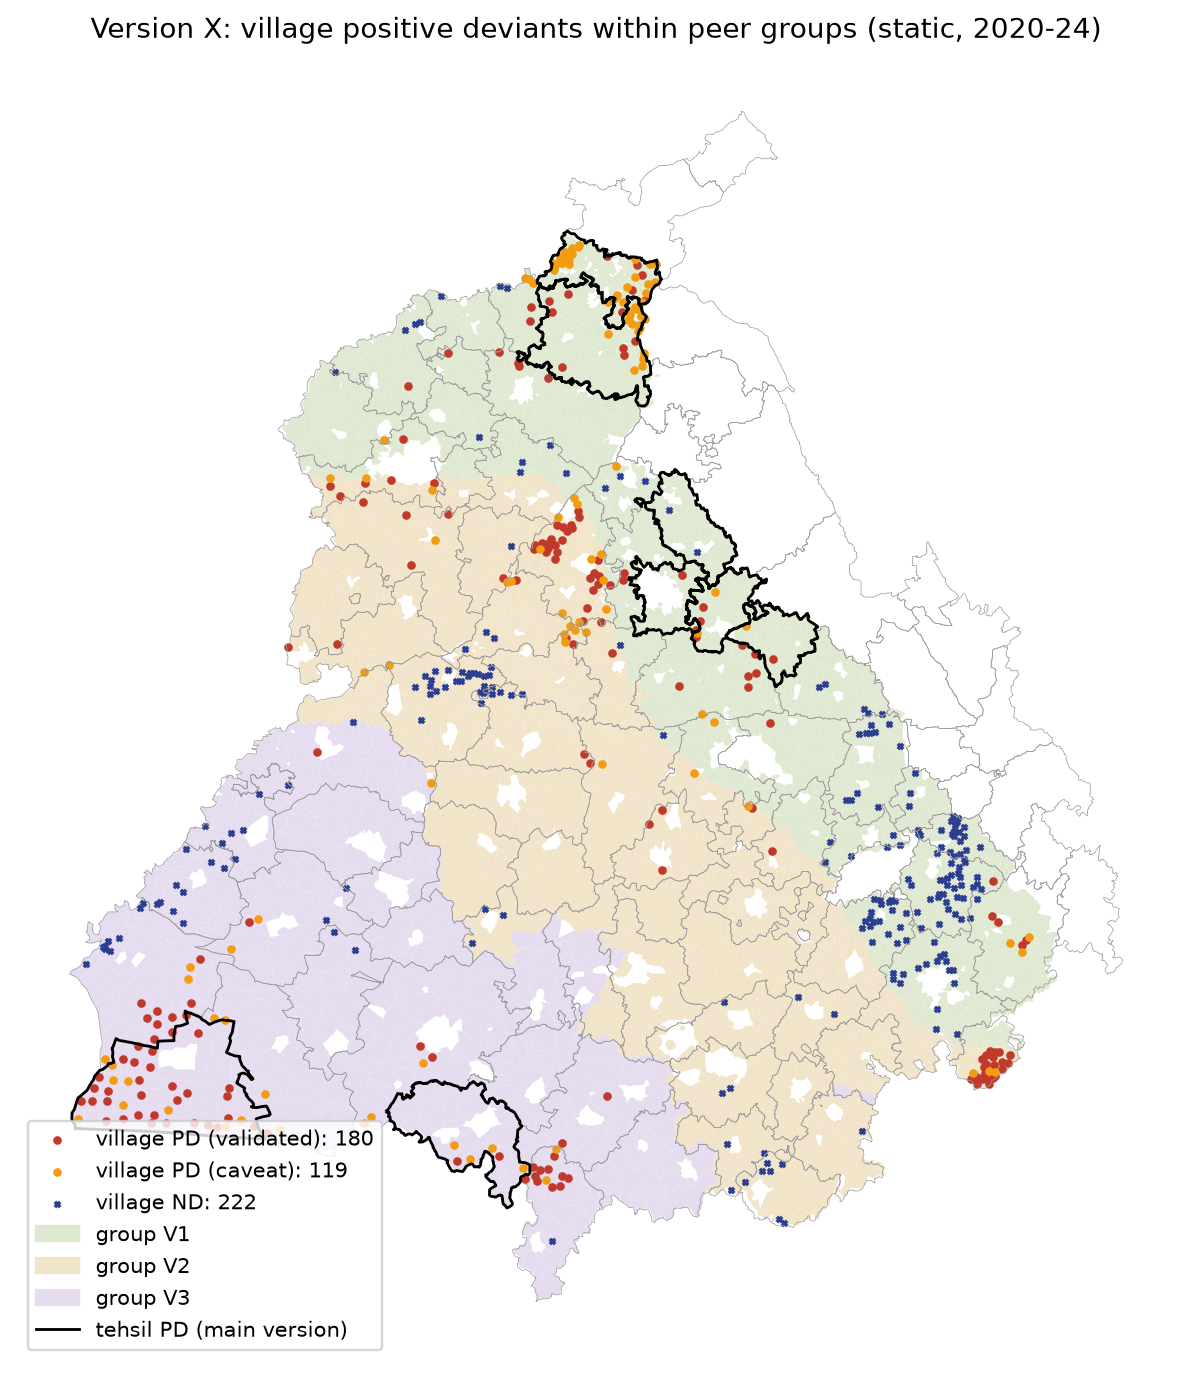 Version X: village positive deviants within peer groups (static, 2020-24)
village PD (validated): 180
village PD (caveat): 119
village ND: 222
group V1
group V2
group V3
tehsil PD (main version)